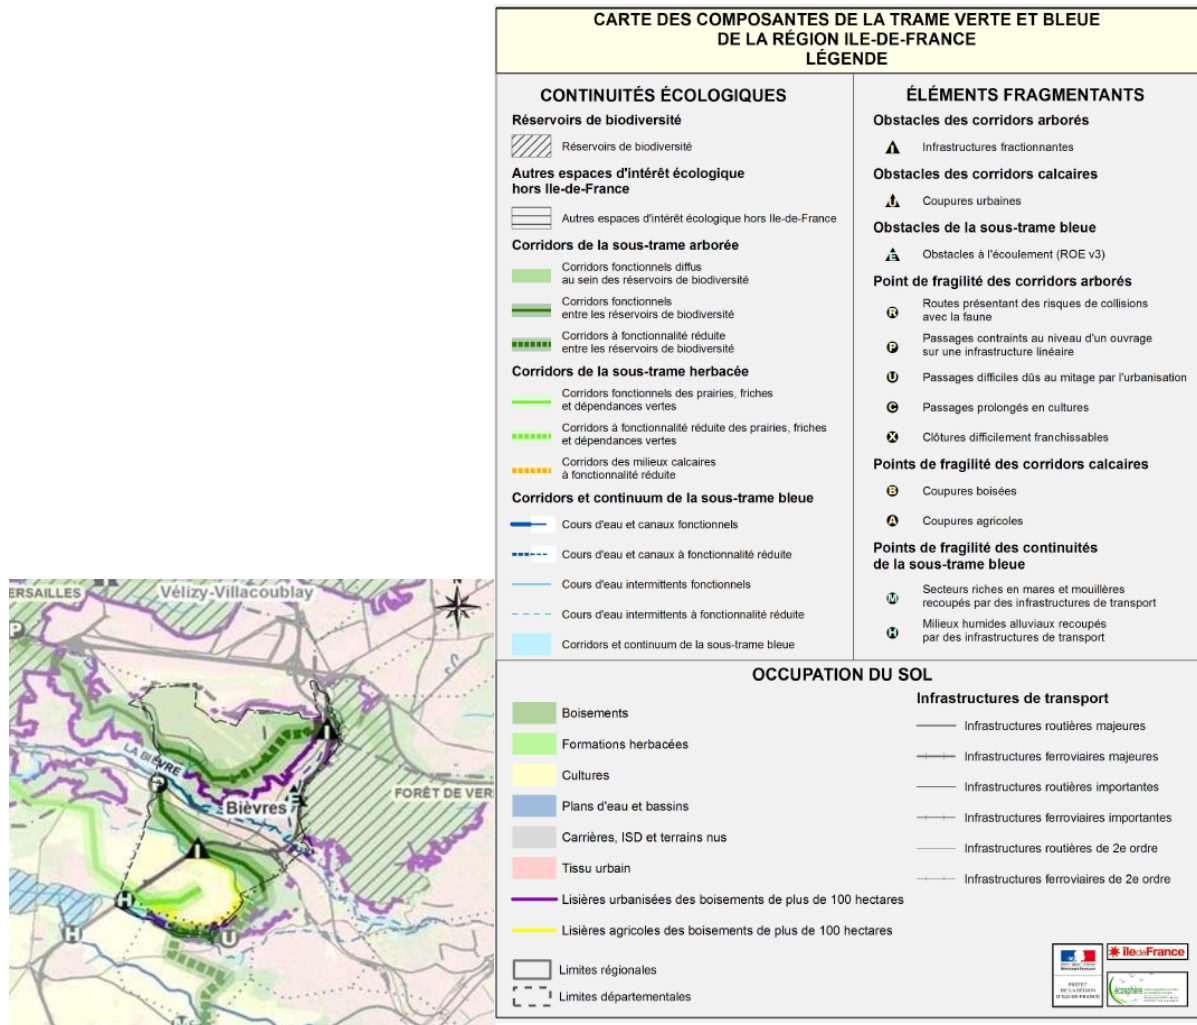 CARTE DES COMPOSANTES DE LA TRAME VERTE ET BLEUE
DE LA RÉGION ILE-DE-FRANCE
LÉGENDE
CONTINUITÉS ÉCOLOGIQUES
Réservoirs de biodiversité
Réservoirs de biodiversité
Autres espaces d'intérêt écologique
hors Ile-de-France
Autres espaces d'intérêt écologique hors Ile-de-France
Corridors de la sous-trame arborée
Corridors fonctionnels diffus
au sein des réservoirs de biodiversité
Corridors fonctionnels
entre les réservoirs de biodiversité
Corridors à fonctionnalité réduite
entre les réservoirs de biodiversité
Corridors de la sous-trame herbacée
Corridors fonctionnels des prairies, friches
et dépendances vertes
Corridors à fonctionnalité réduite des prairies, friches
et dépendances vertes
Corridors des milieux calcaires
à fonctionnalité réduite
Corridors et continuum de la sous-trame bleue
Cours d'eau et canaux fonctionnels
Cours d'eau et canaux à fonctionnalité réduite
Cours d'eau intermittents fonctionnels
Cours d'eau intermittents à fonctionnalité réduite
Corridors et continuum de la sous-trame bleue
ÉLÉMENTS FRAGMENTANTS
Obstacles des corridors arborés
I Infrastructures fractionnantes
Obstacles des corridors calcaires
U Coupures urbaines
Obstacles de la sous-trame bleue
E Obstacles à l'écoulement (ROE v3)
Point de fragilité des corridors arborés
R Routes présentant des risques de collisions
avec la faune
P Passages contraints au niveau d'un ouvrage
sur une infrastructure linéaire
U Passages difficiles dûs au mitage par l'urbanisation
C Passages prolongés en cultures
X Clôtures difficilement franchissables
Points de fragilité des corridors calcaires
B Coupures boisées
A Coupures agricoles
Points de fragilité des continuités
de la sous-trame bleue
M Secteurs riches en mares et mouillères
recoupés par des infrastructures de transport
H Milieux humides alluviaux recoupés
par des infrastructures de transport
OCCUPATION DU SOL
Boisements
Formations herbacées
Cultures
Plans d'eau et bassins
Carrières, ISD et terrains nus
Tissu urbain
Lisières urbanisées des boisements de plus de 100 hectares
Lisières agricoles des boisements de plus de 100 hectares
Limites régionales
Limites départementales
Infrastructures de transport
Infrastructures routières majeures
Infrastructures ferroviaires majeures
Infrastructures routières importantes
Infrastructures ferroviaires importantes
Infrastructures routières de 2e ordre
Infrastructures ferroviaires de 2e ordre
PRÉFET
DE LA RÉGION
D'ILE-DE-FRANCE
île de France
écosphère
ERSAILLES
Vélizy-Villacoublay
N
P
I
LA BIÈVRE
FORÊT DE VER
E
Bièvres
I
H
H
U
M